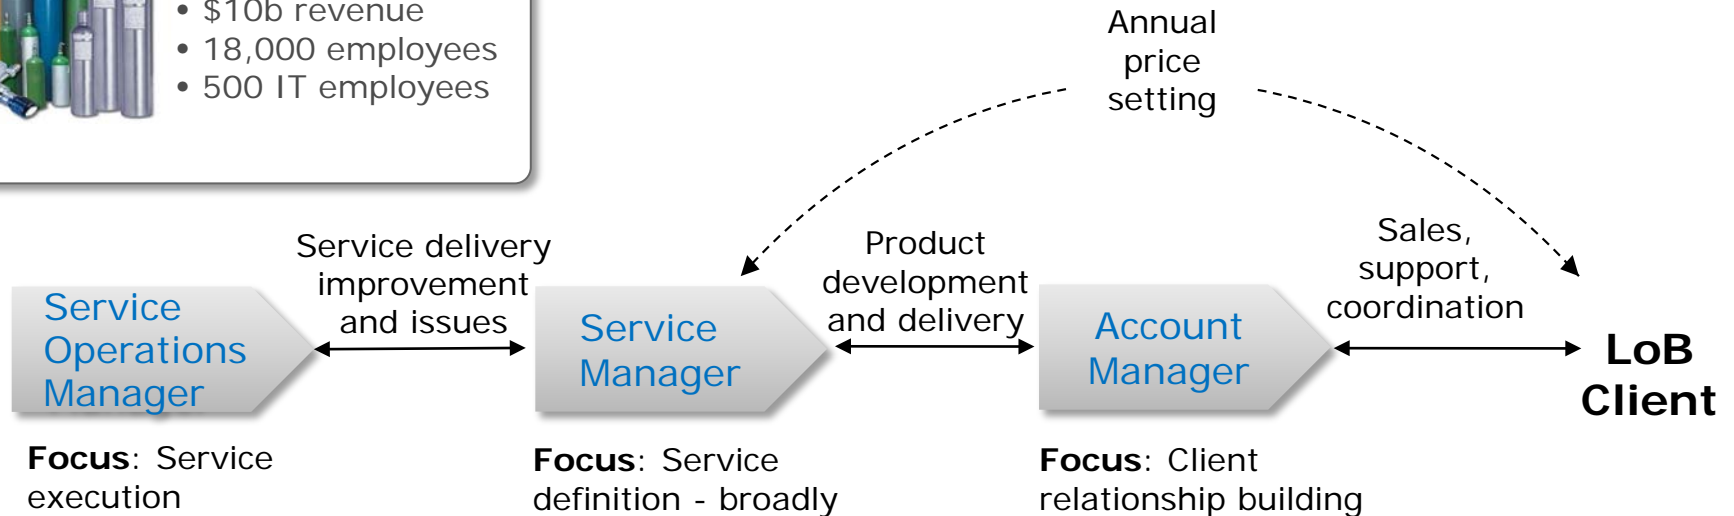 • $10b revenue
• 18,000 employees
• 500 IT employees
Annual
price
setting
Service delivery
improvement
and issues
Product
development
and delivery
Sales,
support,
coordination
Service
Operations
Manager
Service
Manager
Account
Manager
LoB
Client
Focus: Service
execution
Focus: Service
definition - broadly
Focus: Client
relationship building